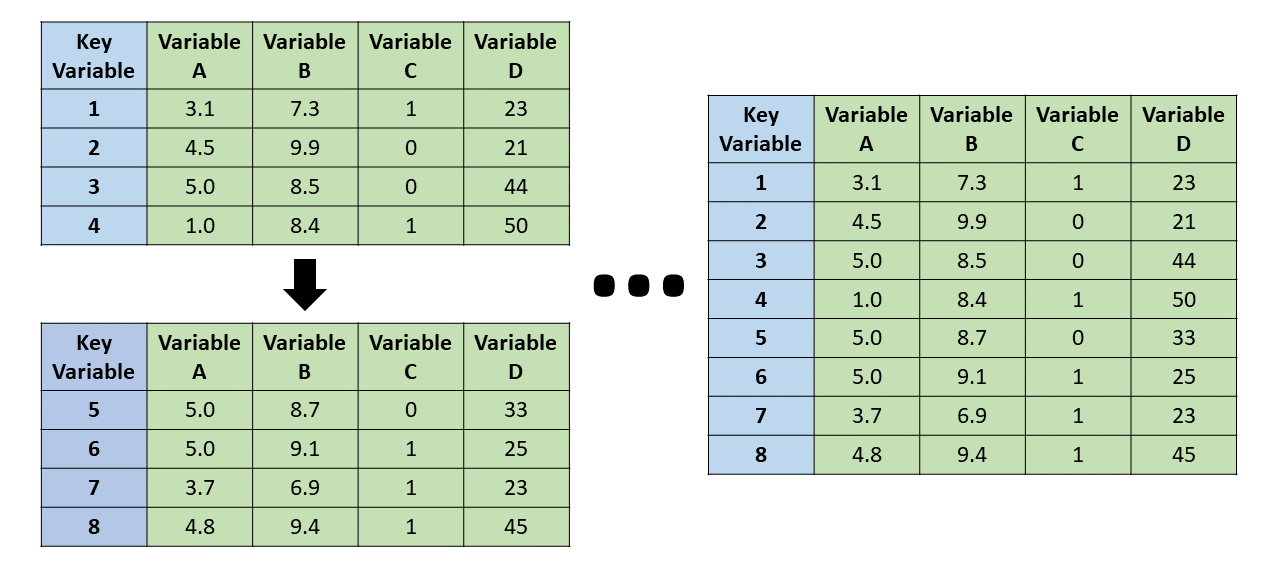 Key Variable | Variable A | Variable B | Variable C | Variable D
1 | 3.1 | 7.3 | 1 | 23
2 | 4.5 | 9.9 | 0 | 21
3 | 5.0 | 8.5 | 0 | 44
4 | 1.0 | 8.4 | 1 | 50
Key Variable | Variable A | Variable B | Variable C | Variable D
5 | 5.0 | 8.7 | 0 | 33
6 | 5.0 | 9.1 | 1 | 25
7 | 3.7 | 6.9 | 1 | 23
8 | 4.8 | 9.4 | 1 | 45
Key Variable | Variable A | Variable B | Variable C | Variable D
1 | 3.1 | 7.3 | 1 | 23
2 | 4.5 | 9.9 | 0 | 21
3 | 5.0 | 8.5 | 0 | 44
4 | 1.0 | 8.4 | 1 | 50
5 | 5.0 | 8.7 | 0 | 33
6 | 5.0 | 9.1 | 1 | 25
7 | 3.7 | 6.9 | 1 | 23
8 | 4.8 | 9.4 | 1 | 45